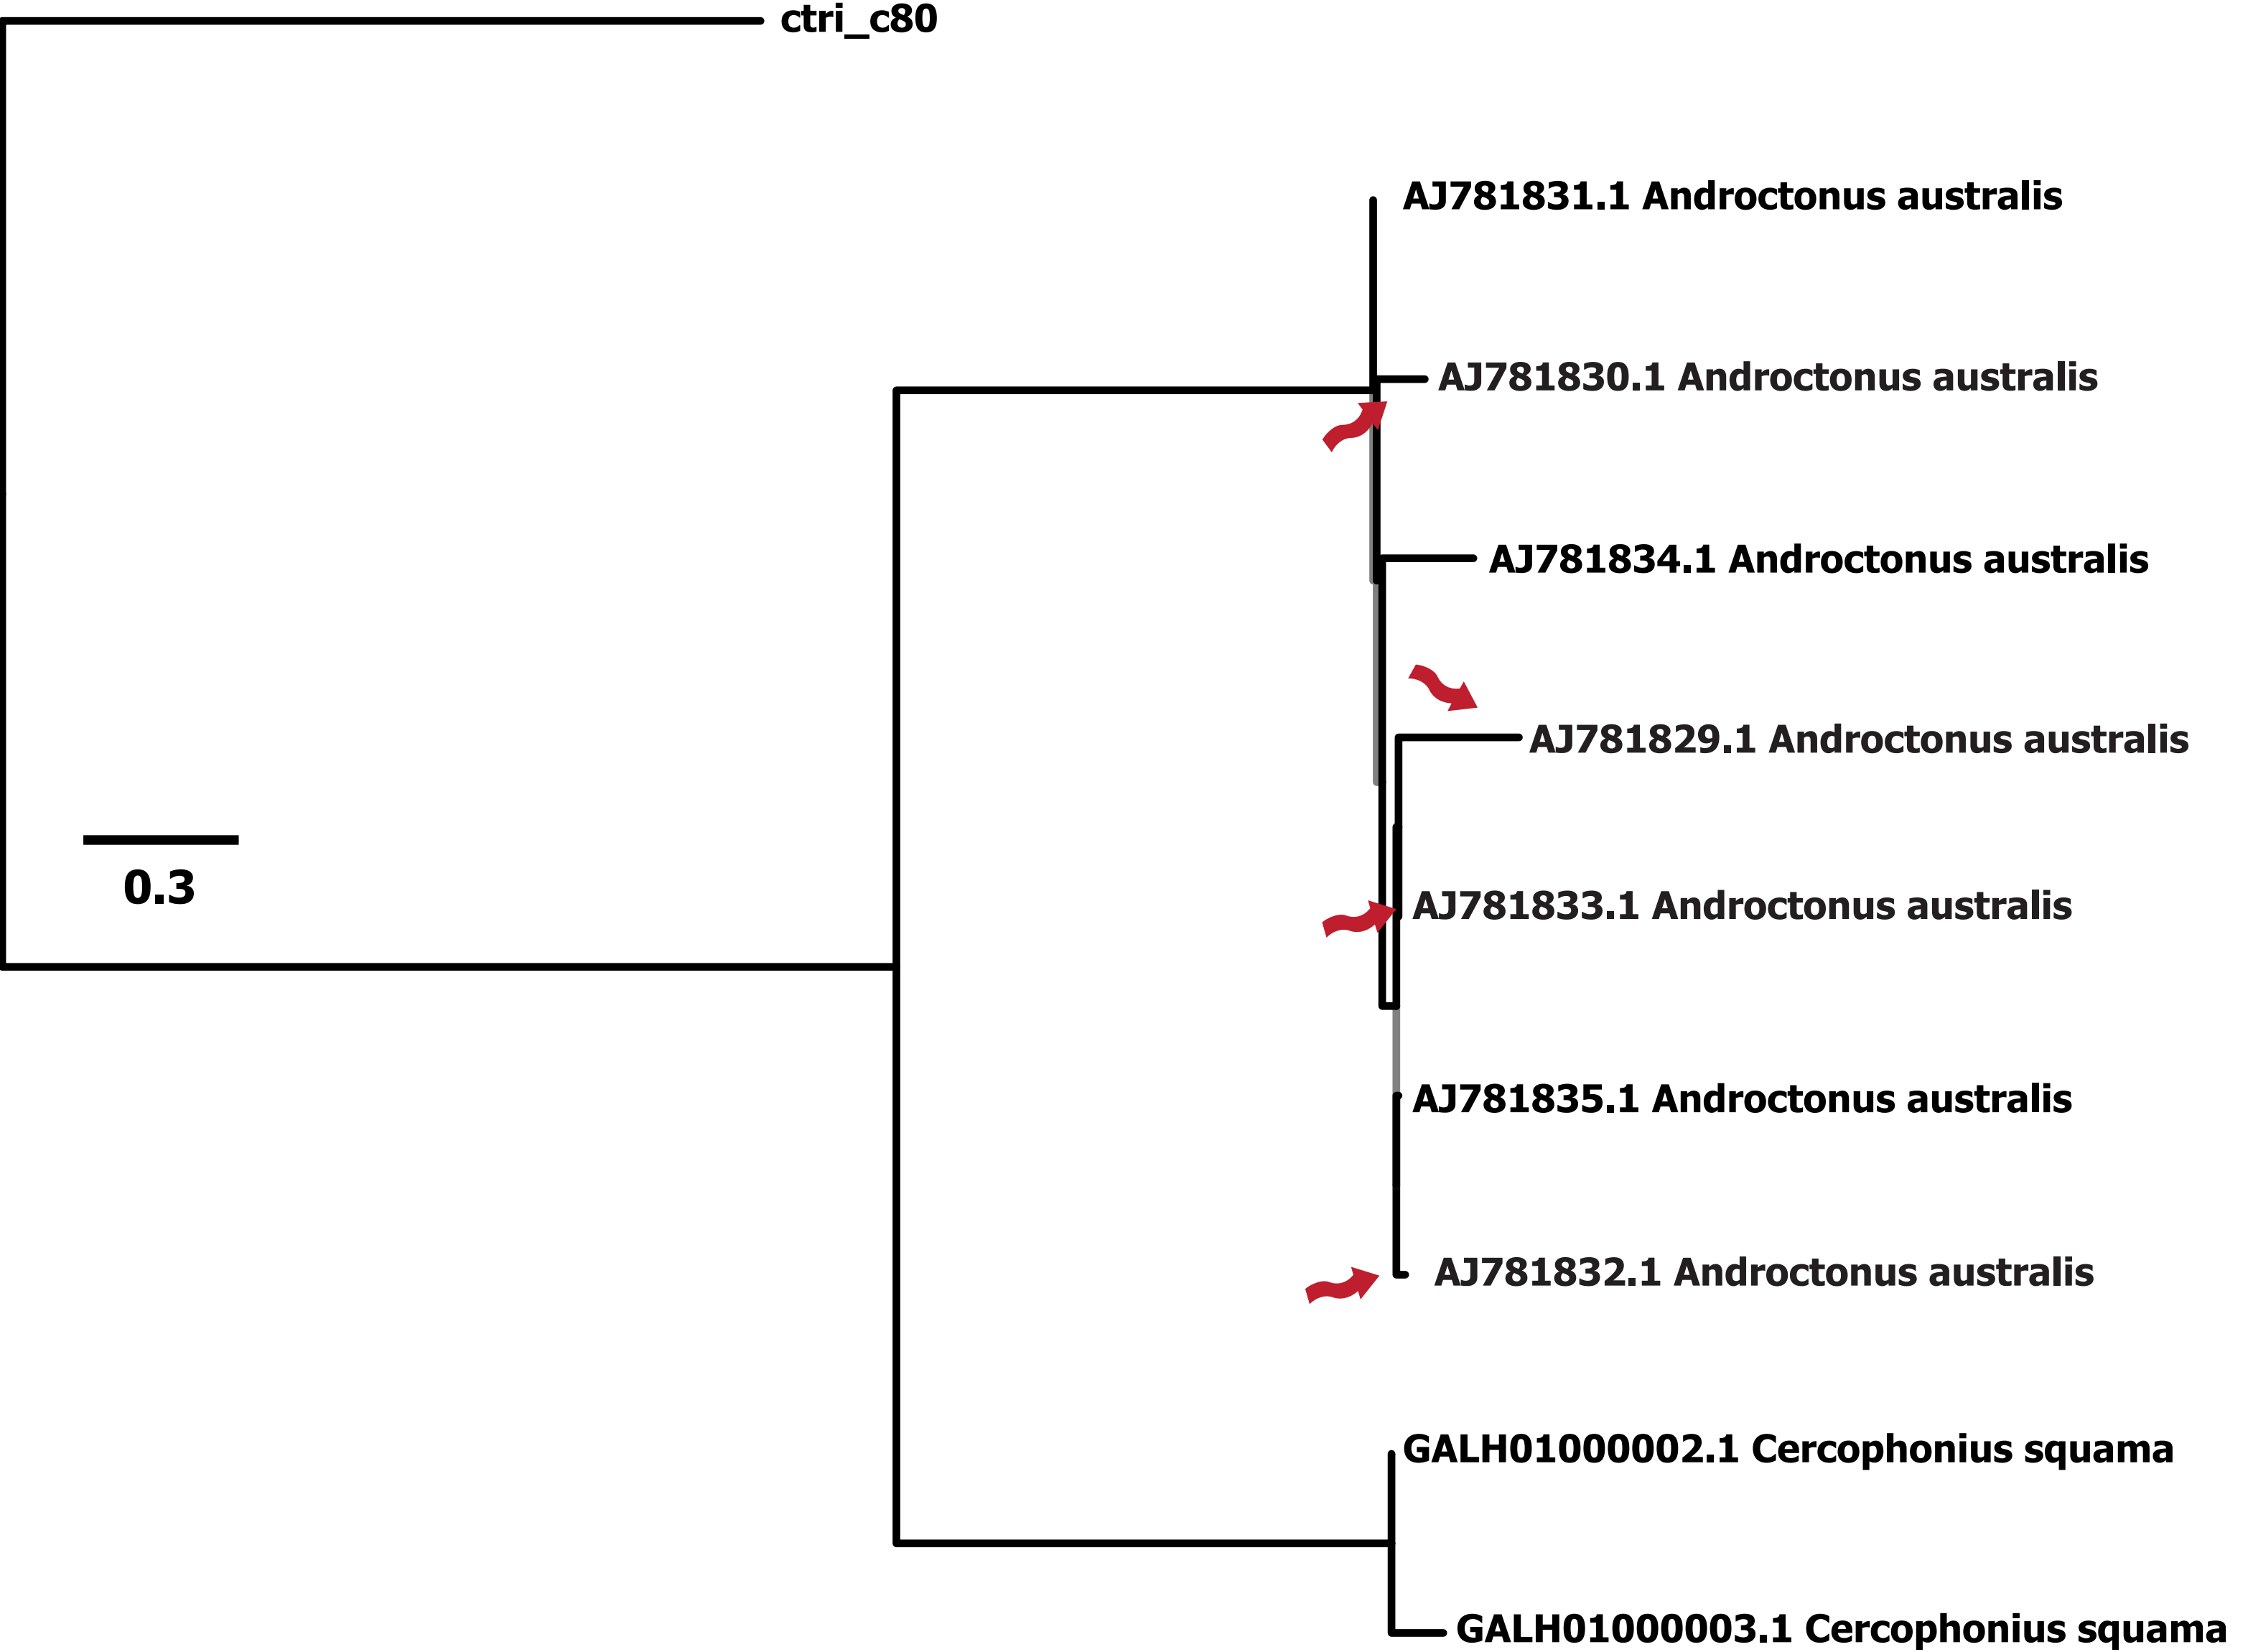 ctri_c80
AJ781831.1 Androctonus australis
AJ781830.1 Androctonus australis
AJ781834.1 Androctonus australis
AJ781829.1 Androctonus australis
0.3
AJ781833.1 Androctonus australis
AJ781835.1 Androctonus australis
AJ781832.1 Androctonus australis
GALH01000002.1 Cercophonius squama
GALH01000003.1 Cercophonius squama